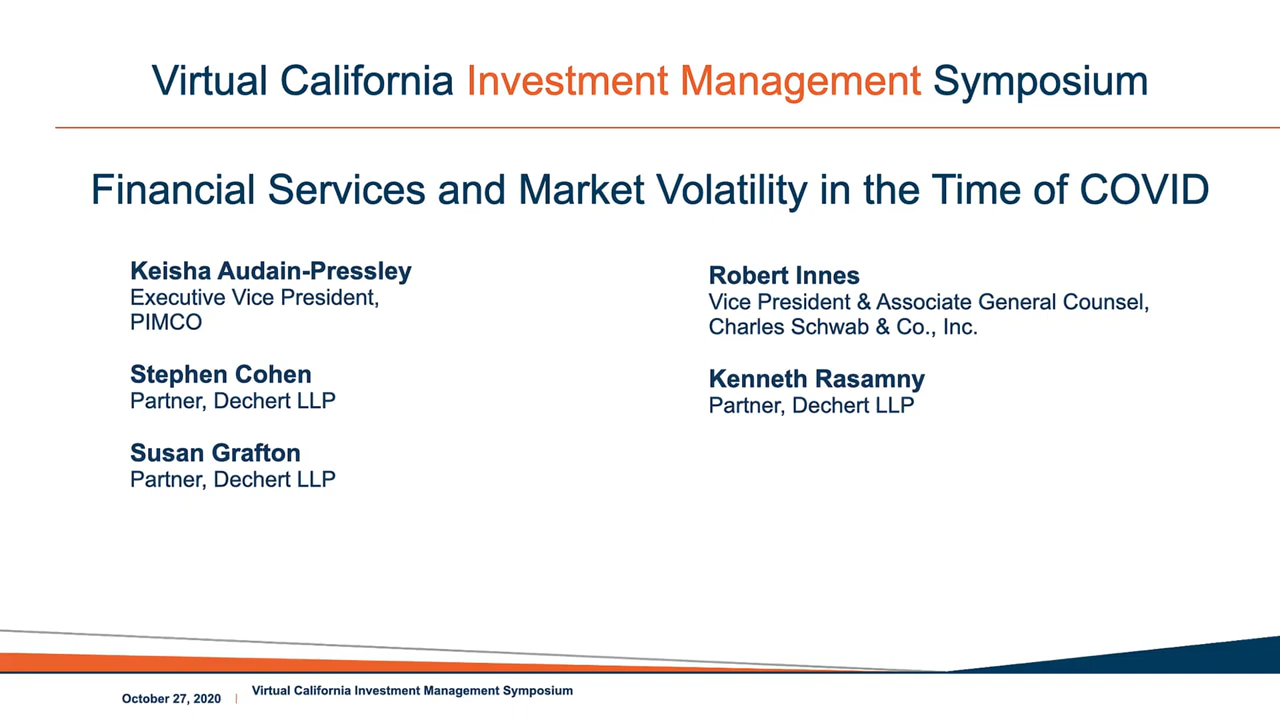 Virtual California Investment Management Symposium
Financial Services and Market Volatility in the Time of COVID
Keisha Audain-Pressley
Executive Vice President,
PIMCO
Stephen Cohen
Partner, Dechert LLP
Susan Grafton
Partner, Dechert LLP
Robert Innes
Vice President & Associate General Counsel,
Charles Schwab & Co., Inc.
Kenneth Rasamny
Partner, Dechert LLP
October 27, 2020 | Virtual California Investment Management Symposium